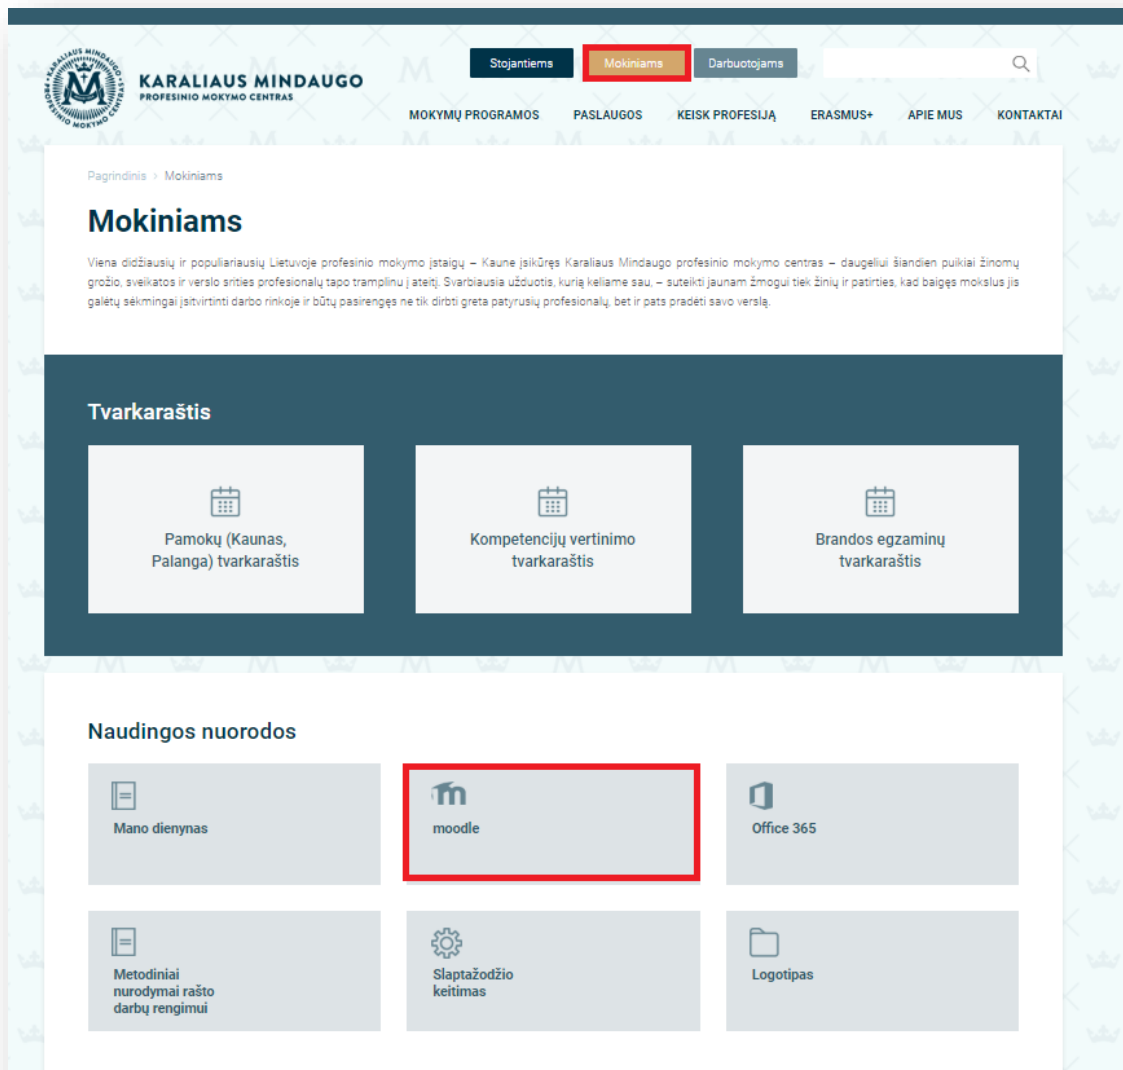 KARALIAUS MINDAUGO
PROFESINIO MOKYMO CENTRAS
Stojantiems
Mokiniams
Darbuotojams
MOKYMŲ PROGRAMOS
PASLAUGOS
KEISK PROFESIJĄ
ERASMUS+
APIE MUS
KONTAKTAI
Pagrindinis > Mokiniams
Mokiniams
Viena didžiausių ir populiariausių Lietuvoje profesinio mokymo įstaigų – Kaune įsikūręs Karaliaus Mindaugo profesinio mokymo centras – daugeliui šiandien puikiai žinomų
grožio, sveikatos ir verslo srities profesionalų tapo tramplinu į ateitį. Svarbiausia užduotis, kurią keliame sau, – suteikti jaunam žmogui tiek žinių ir patirties, kad baigęs mokslus jis
galėtų sėkmingai įsitvirtinti darbo rinkoje ir būtų pasirengęs ne tik dirbti greta patyrusių profesionalų, bet ir pats pradėti savo verslą.
Tvarkaraštis
Pamokų (Kaunas,
Palanga) tvarkaraštis
Kompetencijų vertinimo
tvarkaraštis
Brandos egzaminų
tvarkaraštis
Naudingos nuorodos
Mano dienynas
moodle
Office 365
Metodiniai
nurodymai rašto
darbų rengimui
Slaptažodžio
keitimas
Logotipas